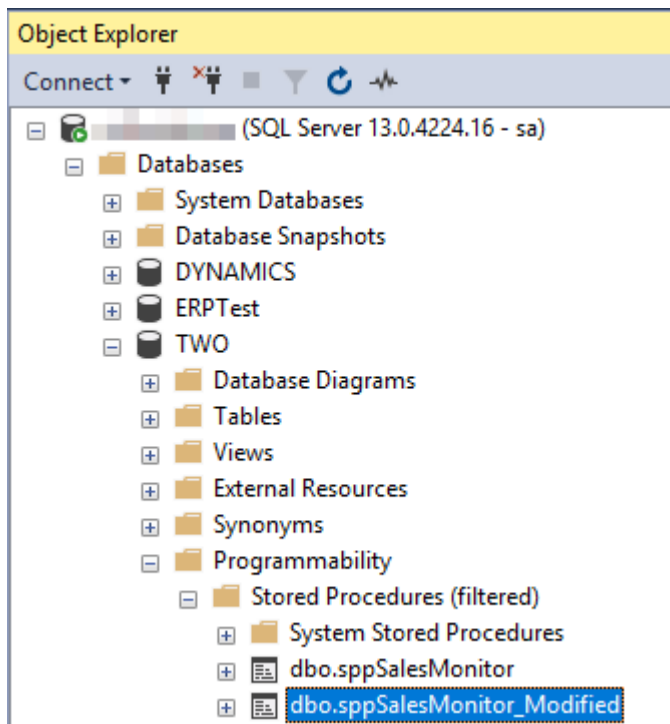 Object Explorer
Connect
(SQL Server 13.0.4224.16 - sa)
Databases
System Databases
Database Snapshots
DYNAMICS
ERPTest
TWO
Database Diagrams
Tables
Views
External Resources
Synonyms
Programmability
Stored Procedures (filtered)
System Stored Procedures
dbo.sppSalesMonitor
dbo.sppSalesMonitor_Modified